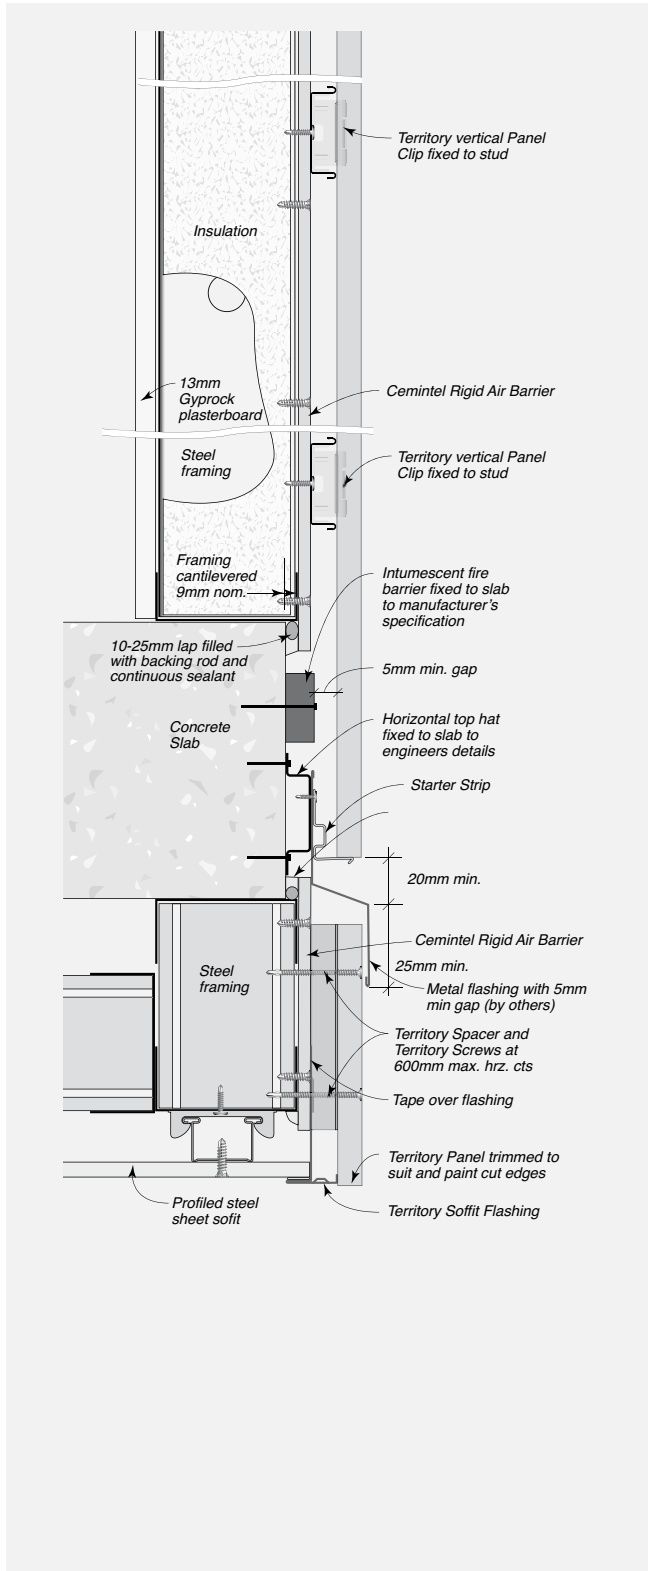 Territory vertical Panel
Clip fixed to stud
Insulation
13mm
Gyprock
plasterboard
Cemintel Rigid Air Barrier
Steel
framing
Territory vertical Panel
Clip fixed to stud
Framing
cantilevered
9mm nom.
Intumescent fire
barrier fixed to slab
to manufacturer's
specification
10-25mm lap filled
with backing rod and
continuous sealant
5mm min. gap
Concrete
Slab
Horizontal top hat
fixed to slab to
engineers details
Starter Strip
20mm min.
Cemintel Rigid Air Barrier
Steel
framing
25mm min.
Metal flashing with 5mm
min gap (by others)
Territory Spacer and
Territory Screws at
600mm max. hrz. cts
Tape over flashing
Territory Panel trimmed to
suit and paint cut edges
Profiled steel
sheet sofit
Territory Soffit Flashing